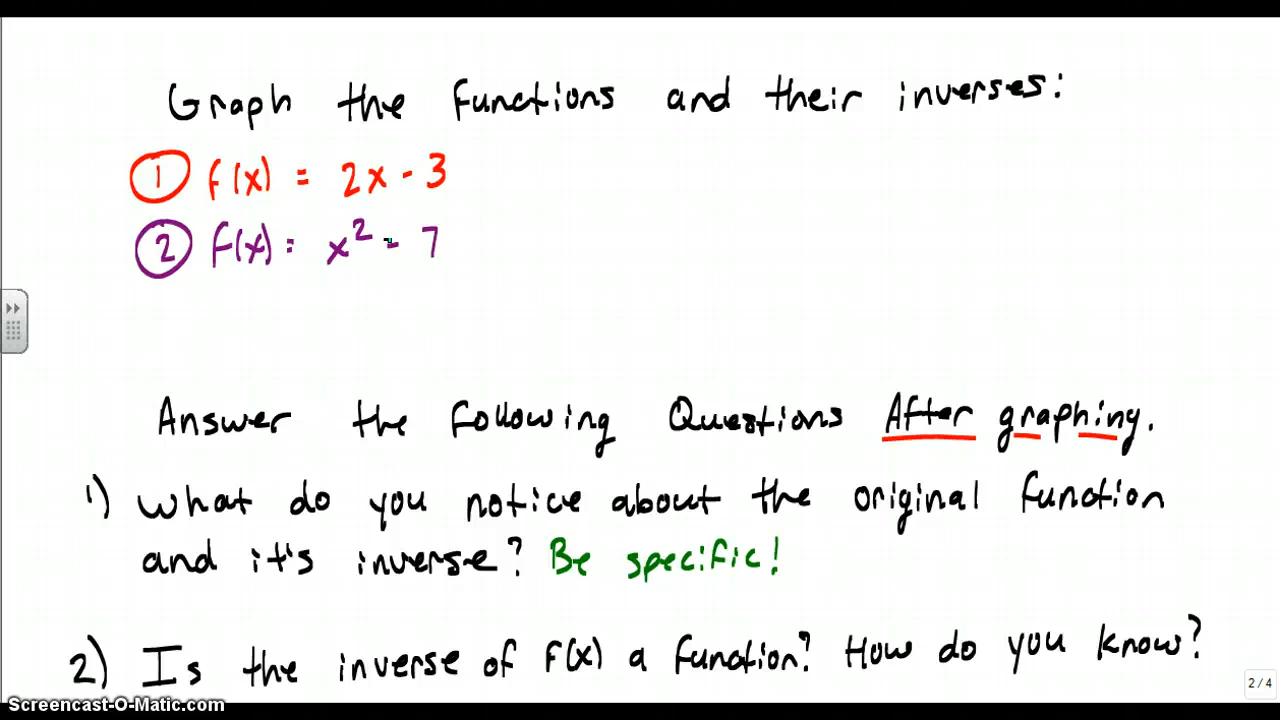 Graph the functions and their inverses:
① f(x) = 2x - 3
② f(x) = x² - 7
Answer the following Questions After graphing.
1) What do you notice about the original function
and it's inverse? Be specific!
2) Is the inverse of f(x) a function? How do you know?
2 / 4
Screencast-O-Matic.com